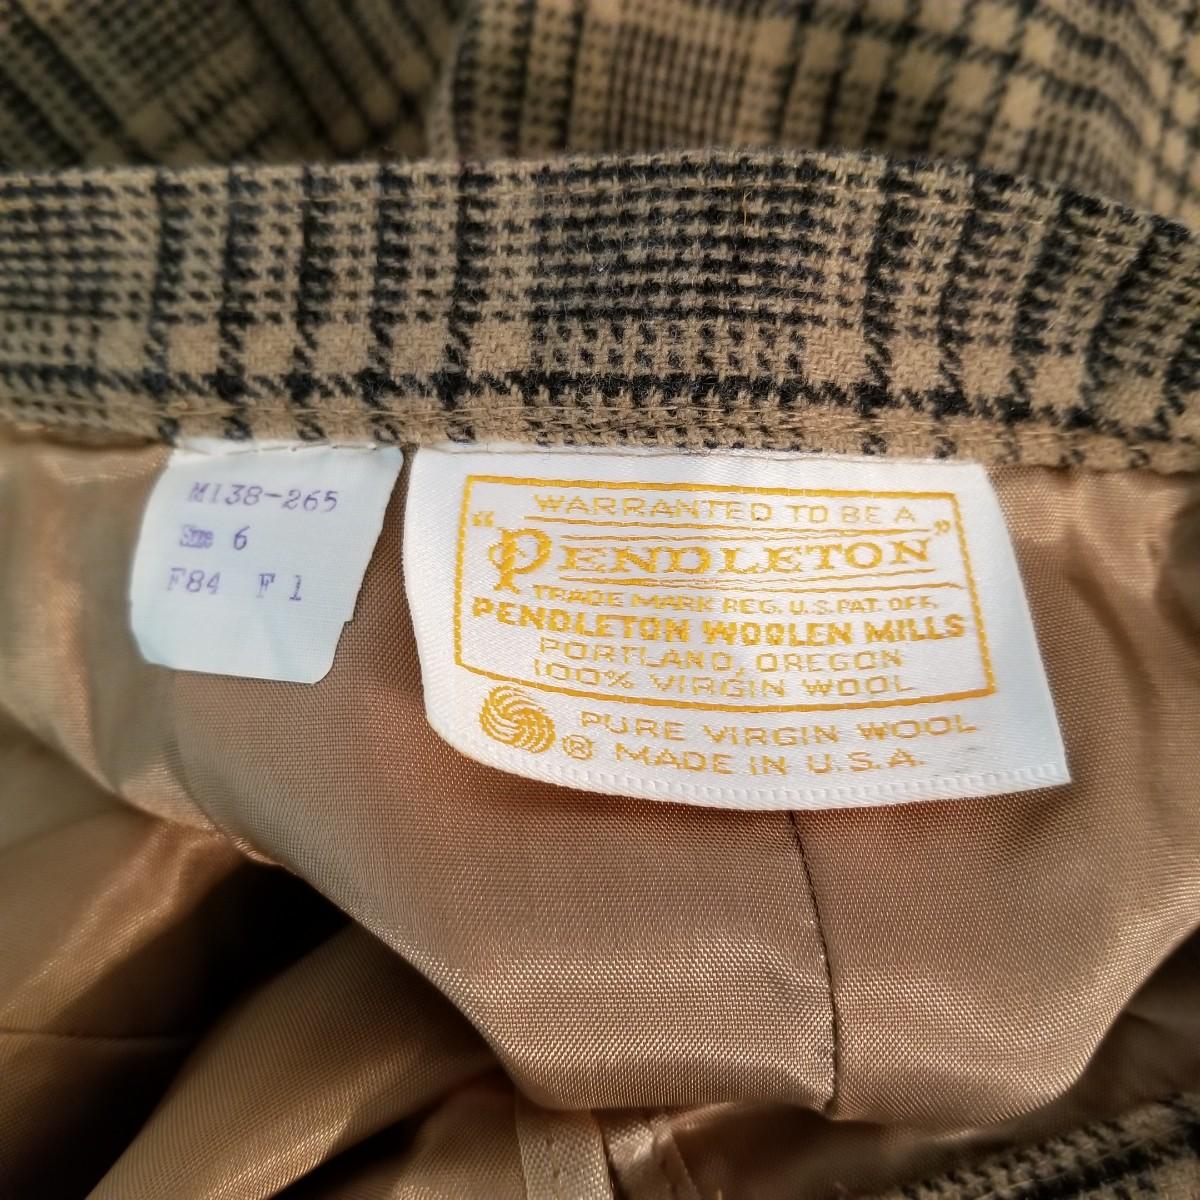 M138-265
Size 6
F84 F1
WARRANTED TO BE A
"PENDLETON"
TRADE MARK REG. U.S. PAT. OFF.
PENDLETON WOOLEN MILLS
PORTLAND, OREGON
100% VIRGIN WOOL
PURE VIRGIN WOOL
® MADE IN U.S.A.